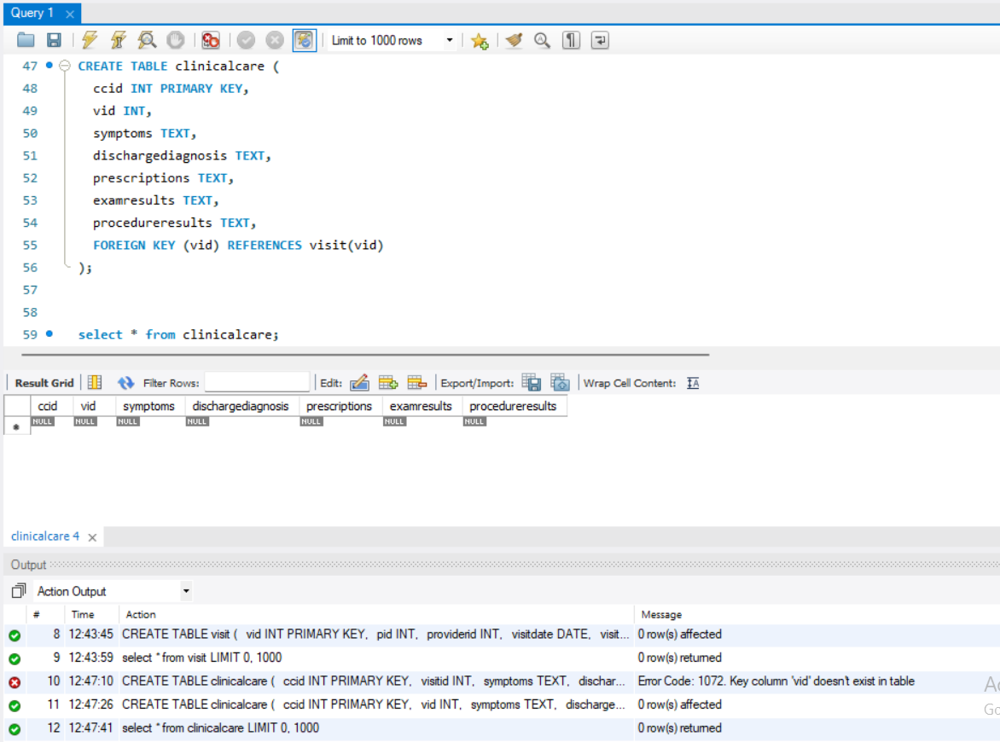 Query 1
Limit to 1000 rows
47 CREATE TABLE clinicalcare (
48 ccid INT PRIMARY KEY,
49 vid INT,
50 symptoms TEXT,
51 dischargediagnosis TEXT,
52 prescriptions TEXT,
53 examresults TEXT,
54 procedureresults TEXT,
55 FOREIGN KEY (vid) REFERENCES visit(vid)
56 );
57
58
59 select * from clinicalcare;
Result Grid Filter Rows: Edit: Export/Import: Wrap Cell Content:
ccid vid symptoms dischargediagnosis prescriptions examresults procedureresults
* NULL NULL NULL NULL NULL NULL NULL
clinicalcare 4
Output
Action Output
# Time Action Message
8 12:43:45 CREATE TABLE visit ( vid INT PRIMARY KEY, pid INT, providerid INT, visitdate DATE, visit... 0 row(s) affected
9 12:43:59 select * from visit LIMIT 0, 1000 0 row(s) returned
10 12:47:10 CREATE TABLE clinicalcare ( ccid INT PRIMARY KEY, visitid INT, symptoms TEXT, dischar... Error Code: 1072. Key column 'vid' doesn't exist in table
11 12:47:26 CREATE TABLE clinicalcare ( ccid INT PRIMARY KEY, vid INT, symptoms TEXT, discharge... 0 row(s) affected
12 12:47:41 select * from clinicalcare LIMIT 0, 1000 0 row(s) returned